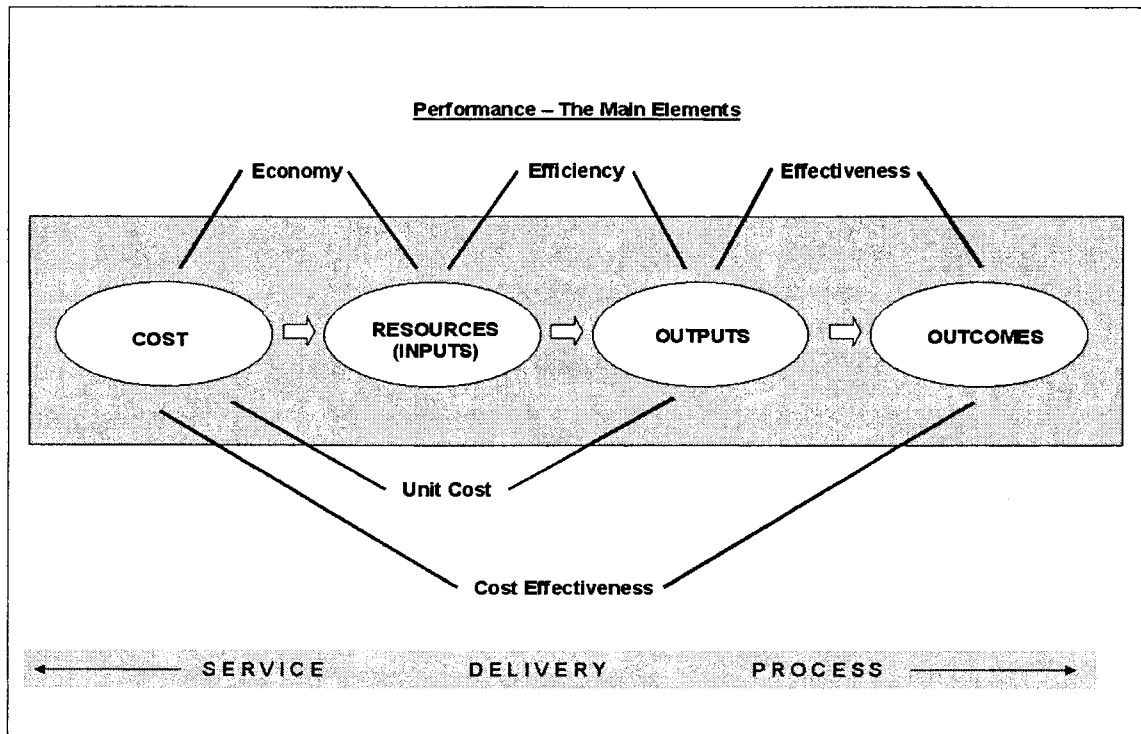 Performance – The Main Elements
Economy Efficiency Effectiveness
COST
RESOURCES
(INPUTS)
OUTPUTS
OUTCOMES
Unit Cost
Cost Effectiveness
SERVICE DELIVERY PROCESS